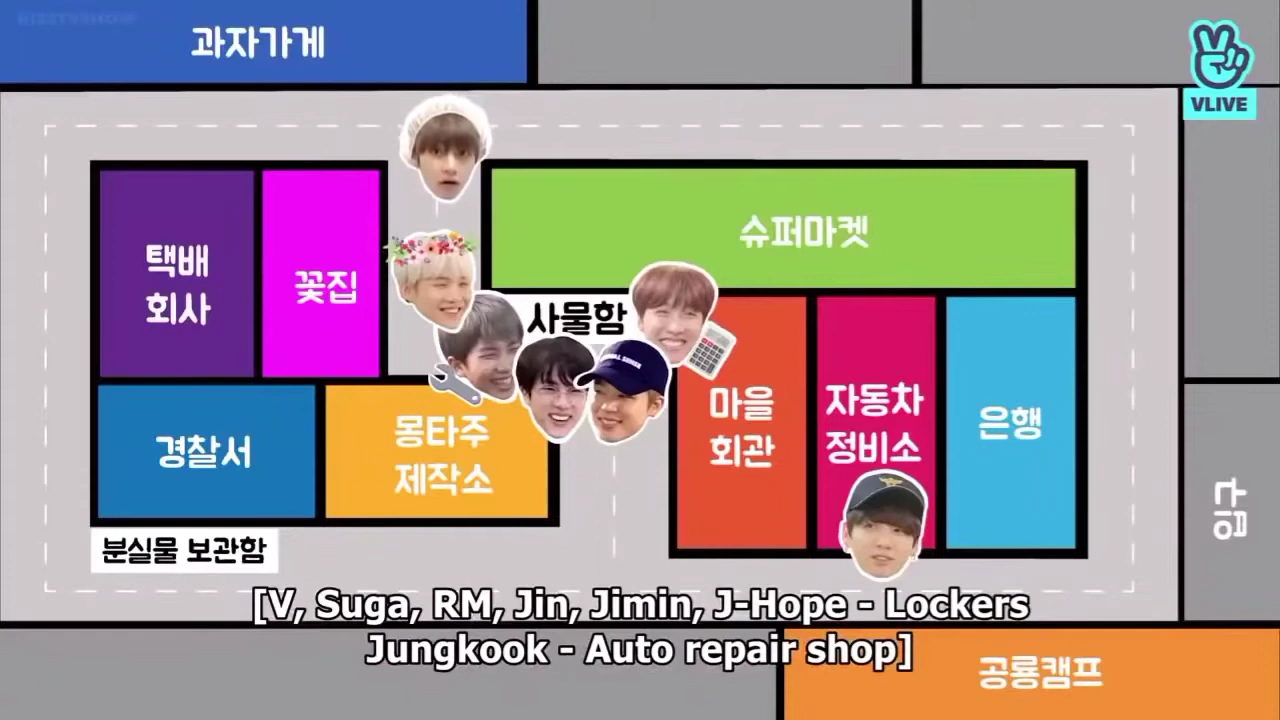 과자가게
VLIVE
택배
회사
꽃집
슈퍼마켓
사물함
경찰서
몽타주
제작소
마을
회관
자동차
정비소
은행
분실물 보관함
[V, Suga, RM, Jin, Jimin, J-Hope - Lockers
Jungkook - Auto repair shop]
공룡캠프